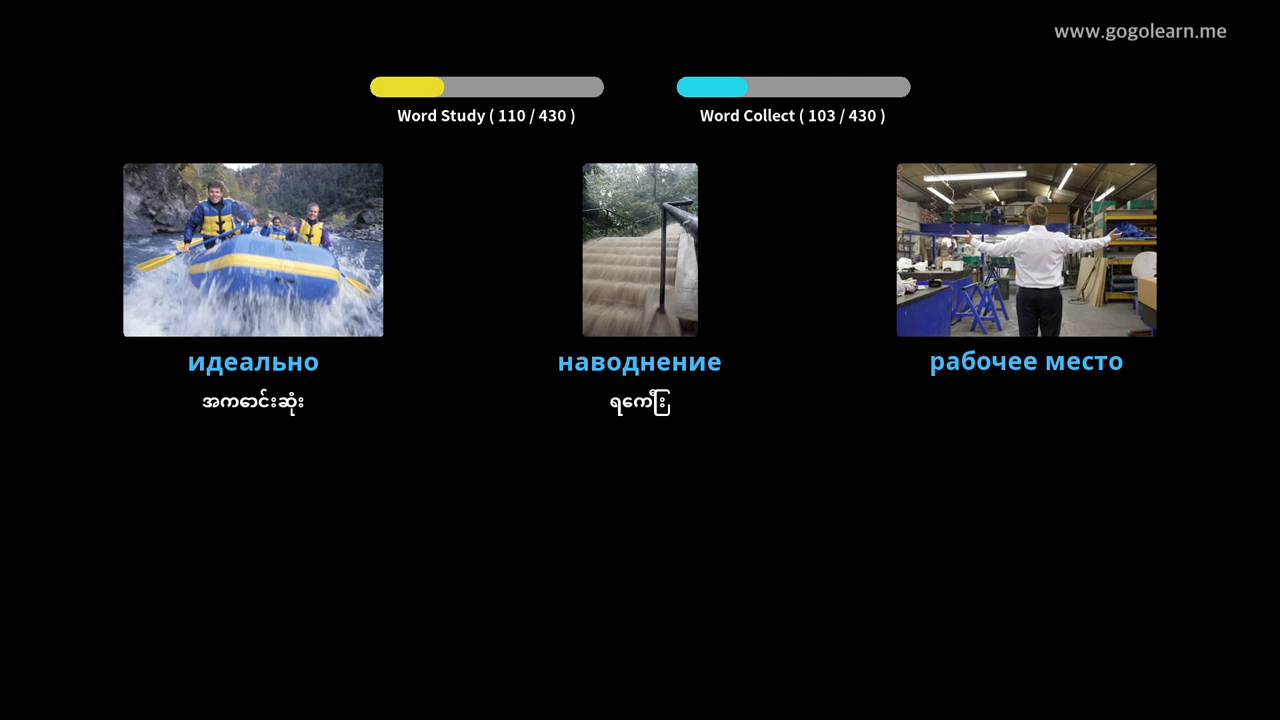 www.gogolearn.me
Word Study ( 110 / 430 )
Word Collect ( 103 / 430 )
идеально
наводнение
рабочее место
အကောင်းဆုံး
ရေကြီး